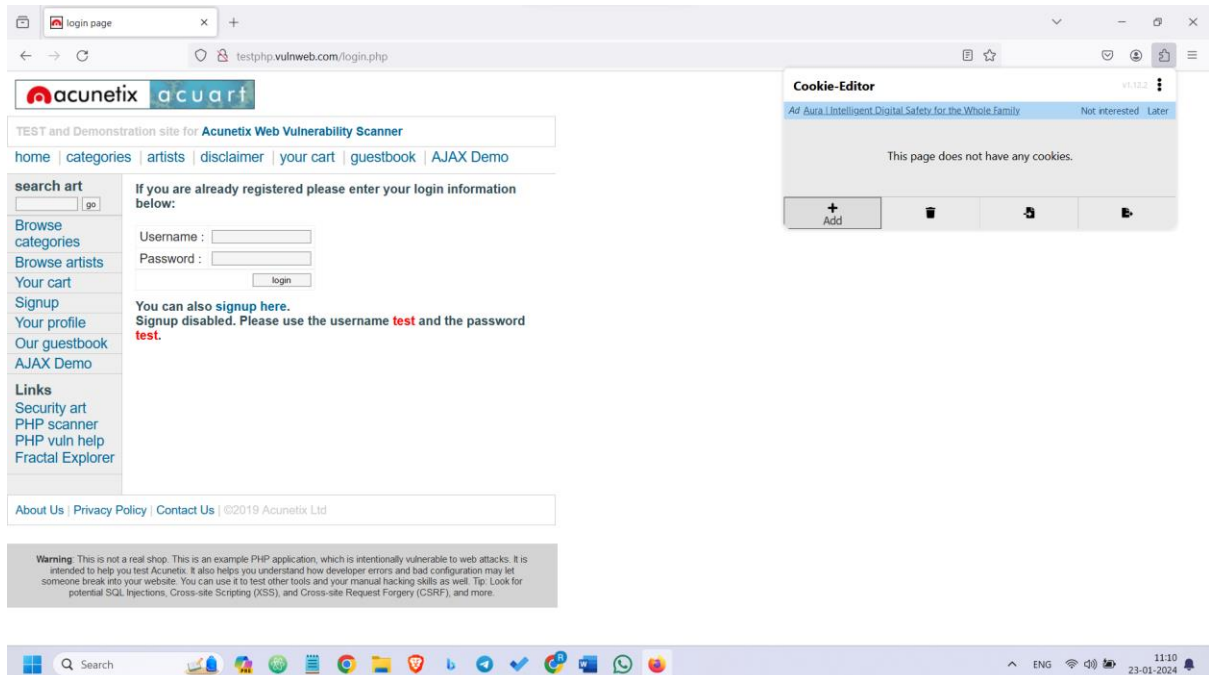 login page
testphp.vulnweb.com/login.php
acunetix acuart
TEST and Demonstration site for Acunetix Web Vulnerability Scanner
home | categories | artists | disclaimer | your cart | guestbook | AJAX Demo
search art
go
Browse
categories
Browse artists
Your cart
Signup
Your profile
Our guestbook
AJAX Demo
Links
Security art
PHP scanner
PHP vuln help
Fractal Explorer
If you are already registered please enter your login information
below:
Username :
Password :
login
You can also signup here.
Signup disabled. Please use the username test and the password
test.
About Us | Privacy Policy | Contact Us | ©2019 Acunetix Ltd
Warning: This is not a real shop. This is an example PHP application, which is intentionally vulnerable to web attacks. It is
intended to help you test Acunetix. It also helps you understand how developer errors and bad configuration may let
someone break into your website. You can use it to test other tools and your manual hacking skills as well. Tip: Look for
potential SQL Injections, Cross-site Scripting (XSS), and Cross-site Request Forgery (CSRF), and more.
Cookie-Editor v1.12.2
Ad Aura | Intelligent Digital Safety for the Whole Family Not interested Later
This page does not have any cookies.
Add
Search
ENG
11:10
23-01-2024